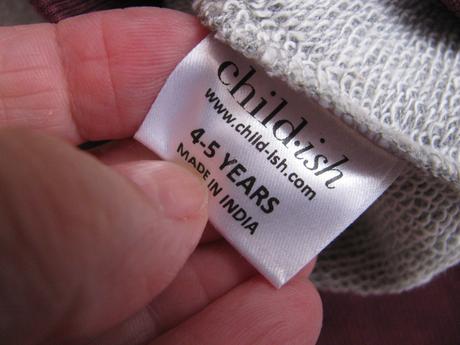 child·ish
www.child-ish.com
4-5 YEARS
MADE IN INDIA